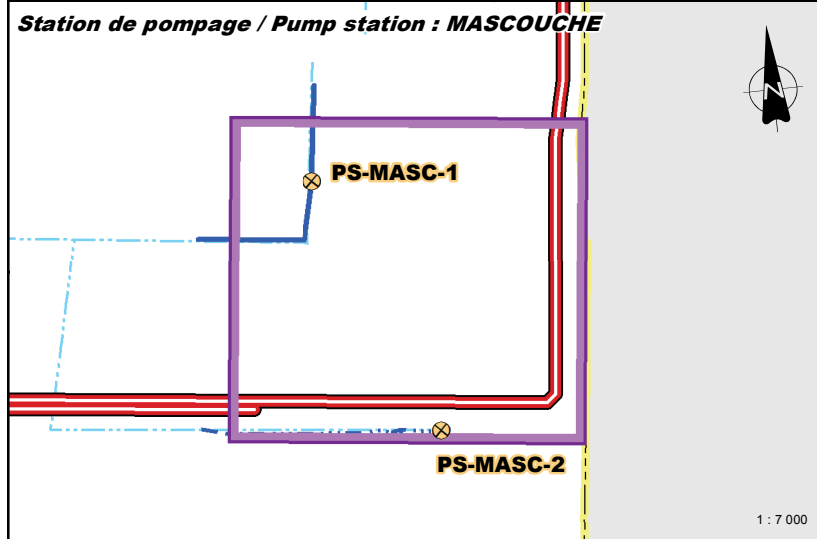 Station de pompage / Pump station : MASCOUCHE
N
PS-MASC-1
PS-MASC-2
1 : 7 000